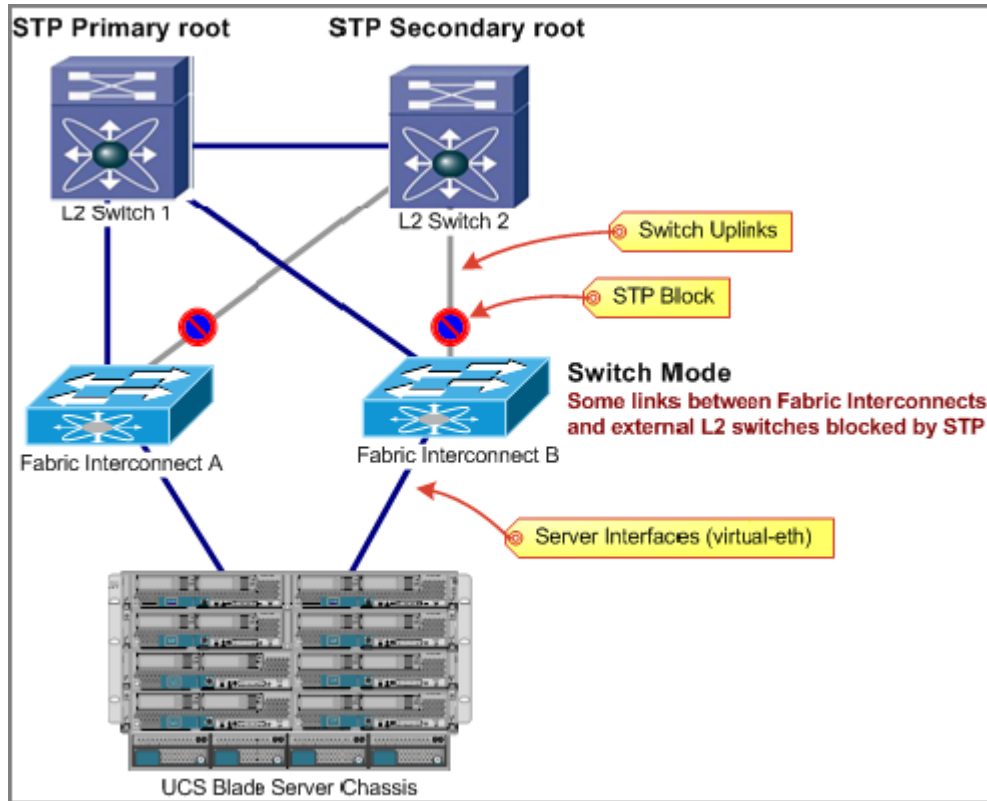 STP Primary root
STP Secondary root
L2 Switch 1
L2 Switch 2
Switch Uplinks
STP Block
Switch Mode
Some links between Fabric Interconnects
and external L2 switches blocked by STP
Fabric Interconnect A
Fabric Interconnect B
Server Interfaces (virtual-eth)
UCS Blade Server Chassis